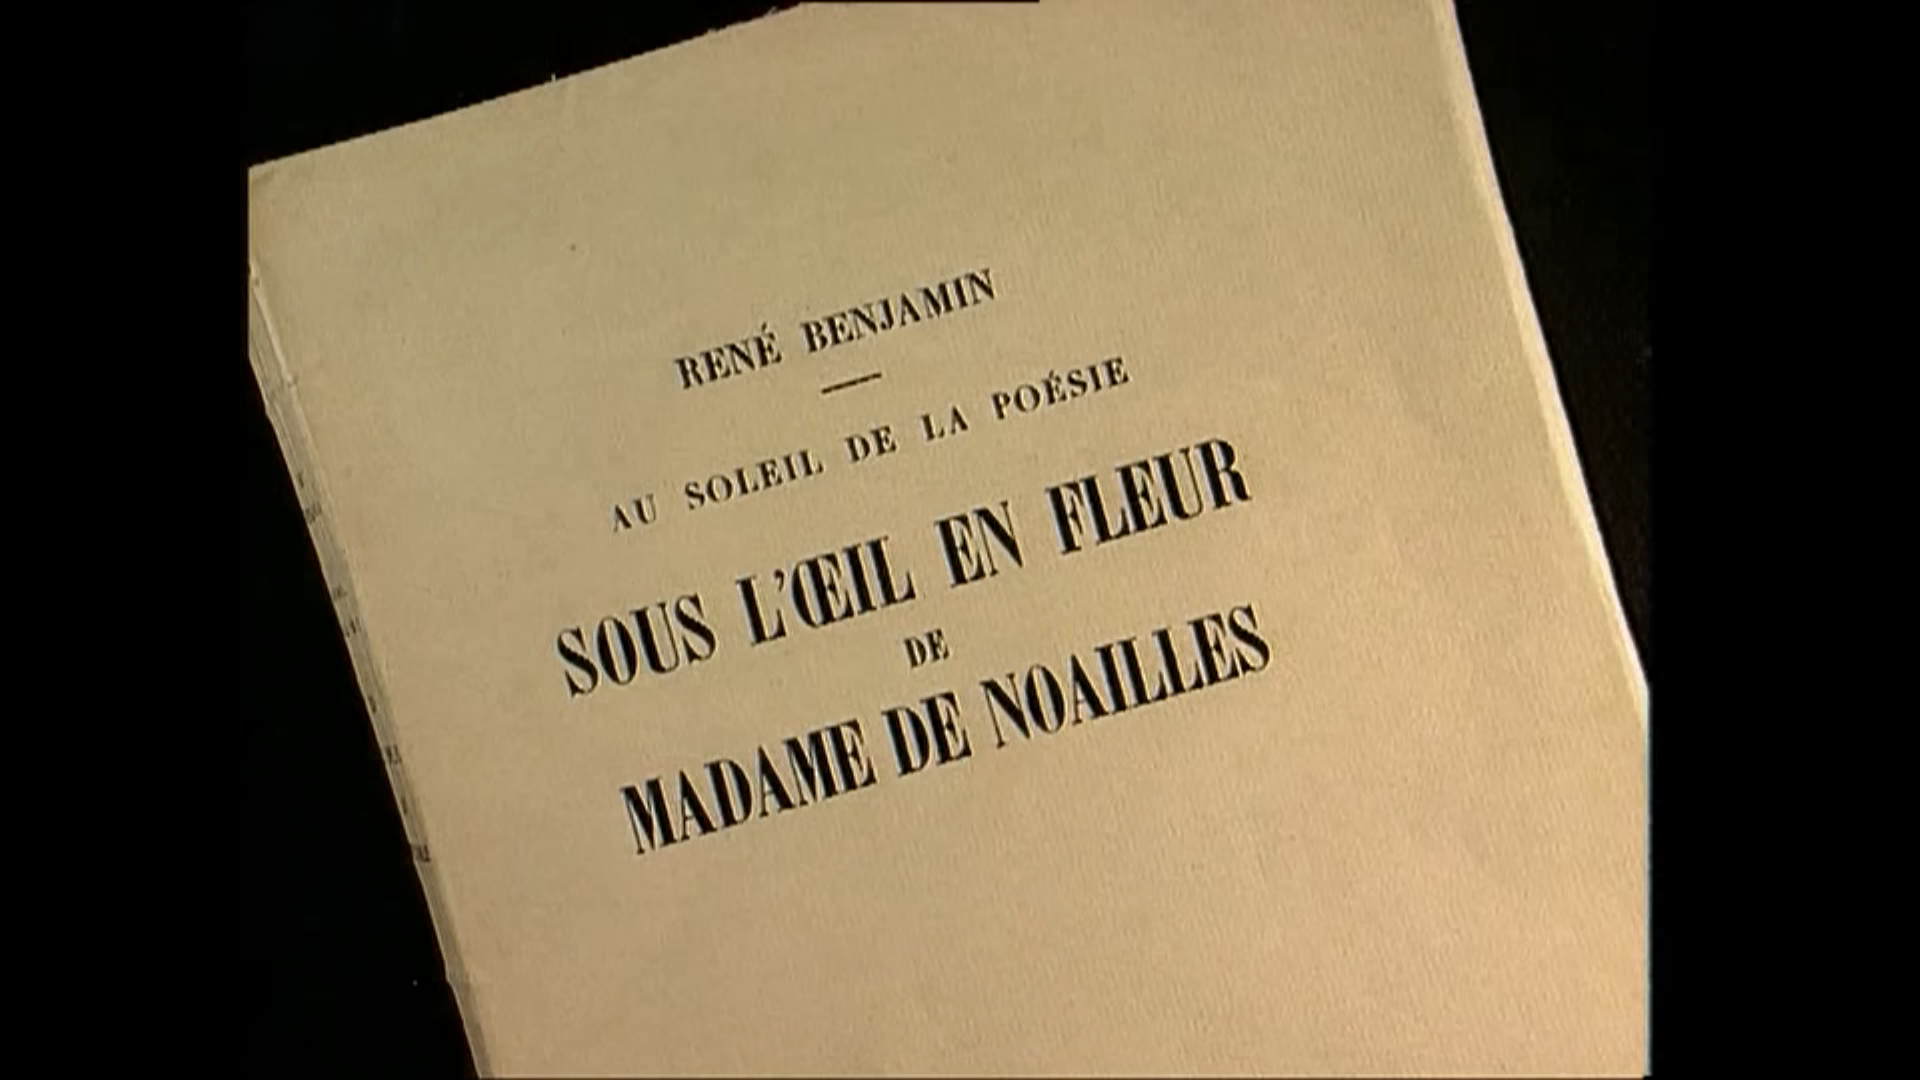 RENÉ BENJAMIN
AU SOLEIL DE LA POÉSIE
SOUS L'ŒIL EN FLEUR
DE
MADAME DE NOAILLES